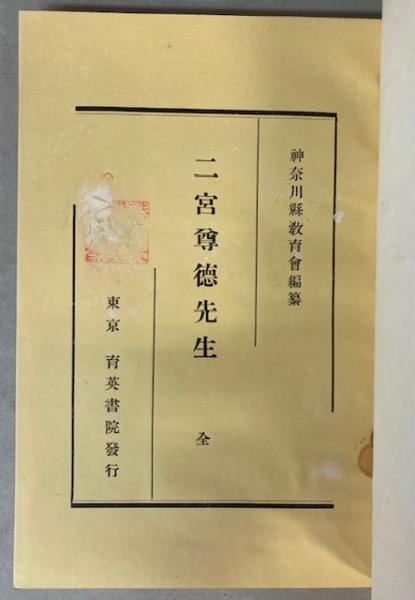 神奈川縣教育會編纂
二宮尊德先生 全
東京 育英書院發行